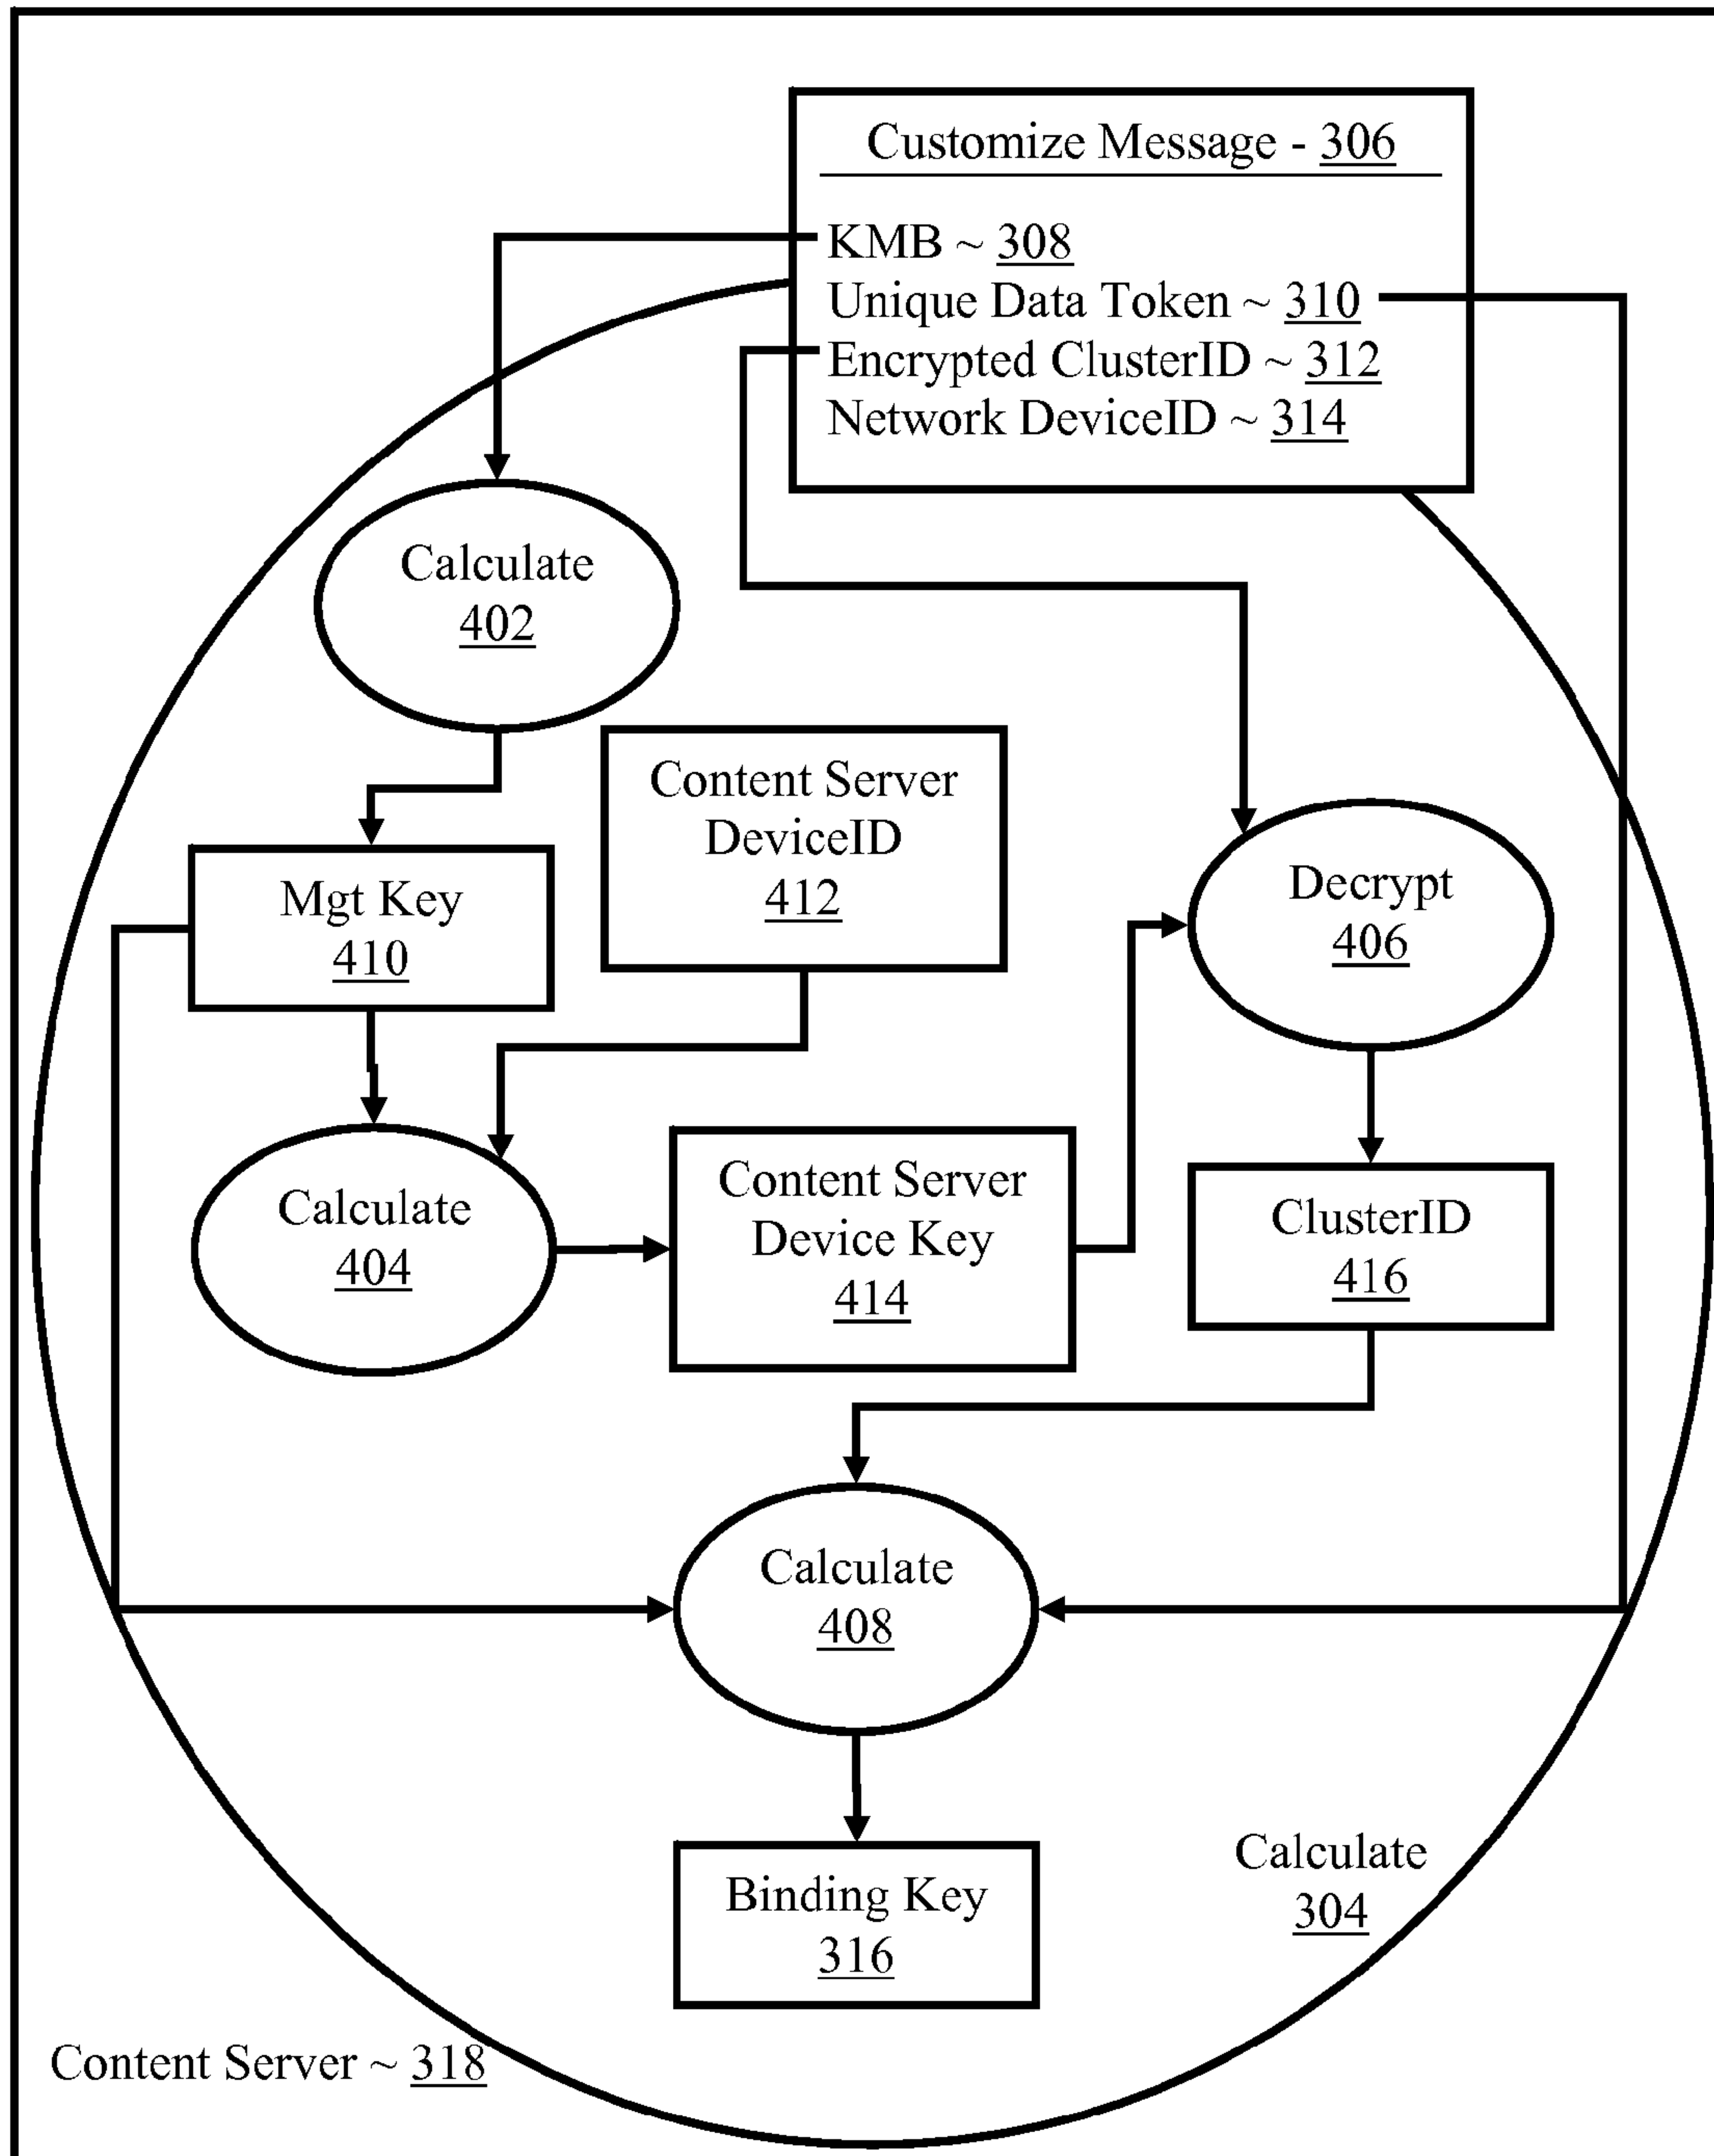 Customize Message - 306
KMB ~ 308
Unique Data Token ~ 310
Encrypted ClusterID ~ 312
Network DeviceID ~ 314
Calculate
402
Content Server
DeviceID
412
Mgt Key
410
Decrypt
406
Calculate
404
Content Server
Device Key
414
ClusterID
416
Calculate
408
Binding Key
316
Calculate
304
Content Server ~ 318